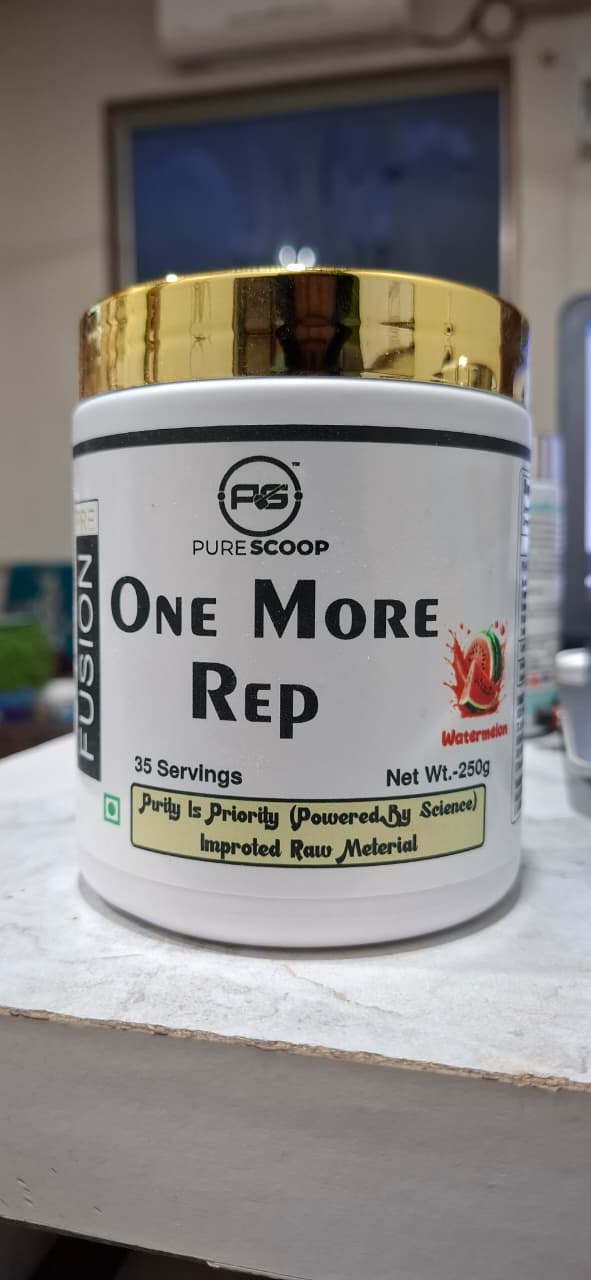 PS
TM
PURE SCOOP
ONE MORE
REP
FUSION
Watermelon
35 Servings
Net Wt.-250g
Purity Is Priority (Powered By Science)
Improted Raw Meterial